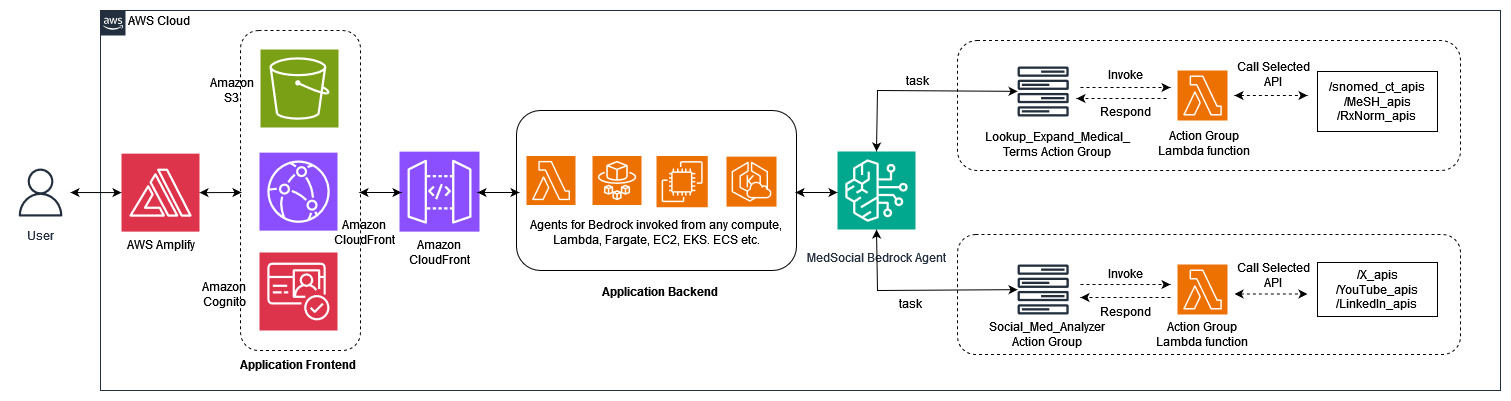 aws
AWS Cloud
Amazon
S3
Amazon
CloudFront
Amazon
Cognito
Application Frontend
User
AWS Amplify
Amazon
CloudFront
Agents for Bedrock invoked from any compute,
Lambda, Fargate, EC2, EKS. ECS etc.
Application Backend
MedSocial Bedrock Agent
task
Lookup_Expand_Medical_
Terms Action Group
Invoke
Respond
Action Group
Lambda function
Call Selected
API
/snomed_ct_apis
/MeSH_apis
/RxNorm_apis
task
Social_Med_Analyzer
Action Group
Invoke
Respond
Action Group
Lambda function
Call Selected
API
/X_apis
/YouTube_apis
/LinkedIn_apis